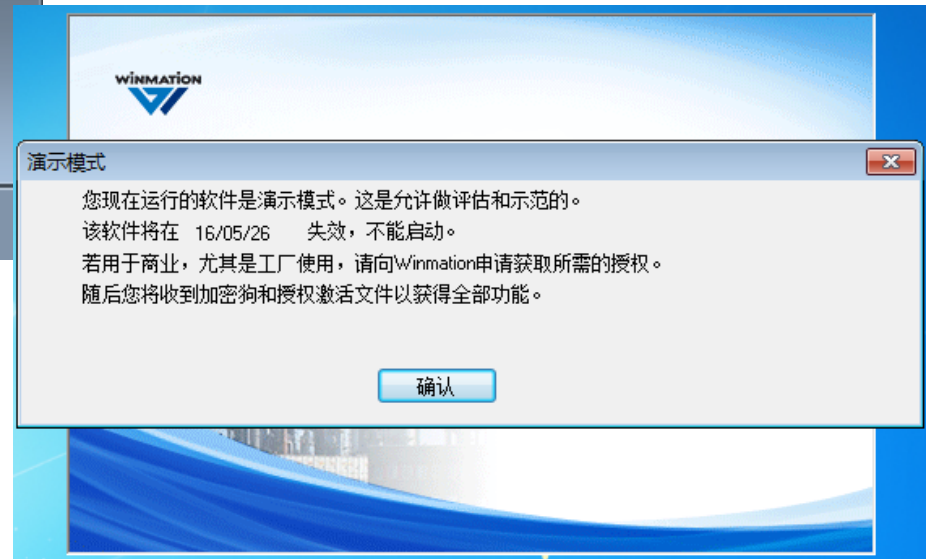 WINMATION
演示模式
您现在运行的软件是演示模式。这是允许做评估和示范的。
该软件将在 16/05/26 失效，不能启动。
若用于商业，尤其是工厂使用，请向Winmation申请获取所需的授权。
随后您将收到加密狗和授权激活文件以获得全部功能。
确认